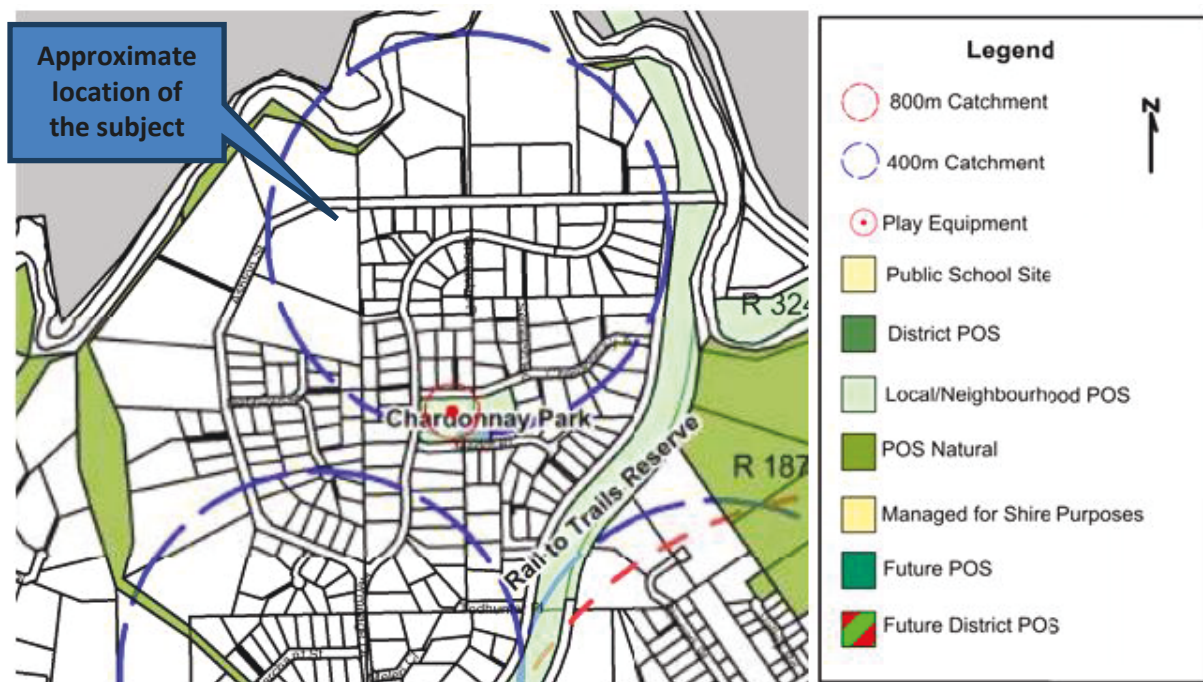 Approximate
location of
the subject
Ashton St
R 324
Chardonnay Park
R 187
Rail to Trails Reserve
Legend
800m Catchment
N
400m Catchment
Play Equipment
Public School Site
District POS
Local/Neighbourhood POS
POS Natural
Managed for Shire Purposes
Future POS
Future District POS